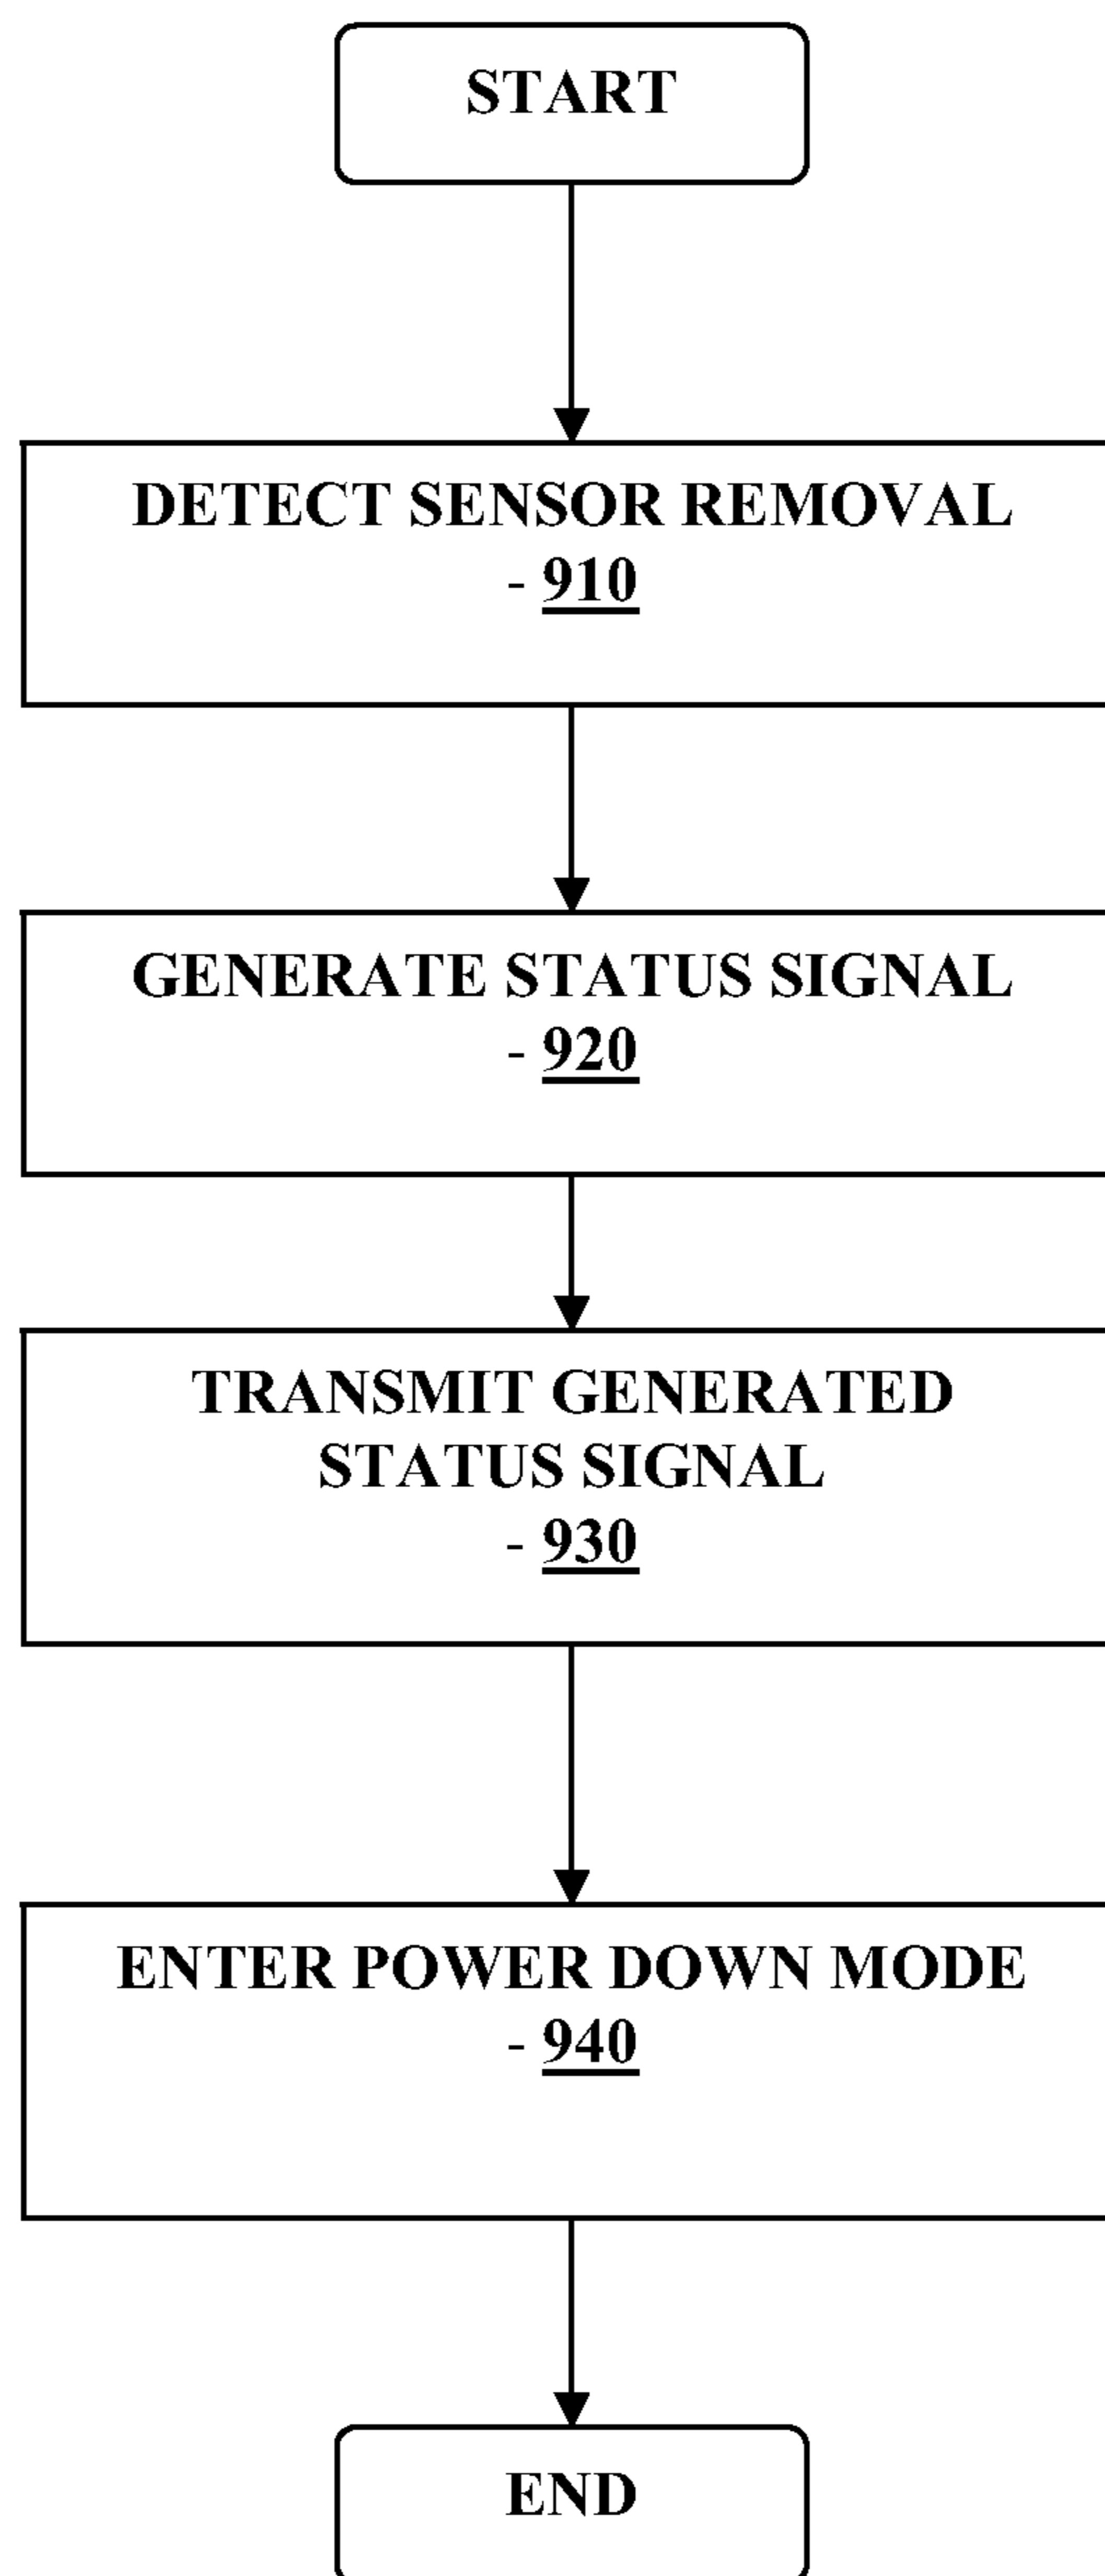 START
DETECT SENSOR REMOVAL
- 910
GENERATE STATUS SIGNAL
- 920
TRANSMIT GENERATED
STATUS SIGNAL
- 930
ENTER POWER DOWN MODE
- 940
END